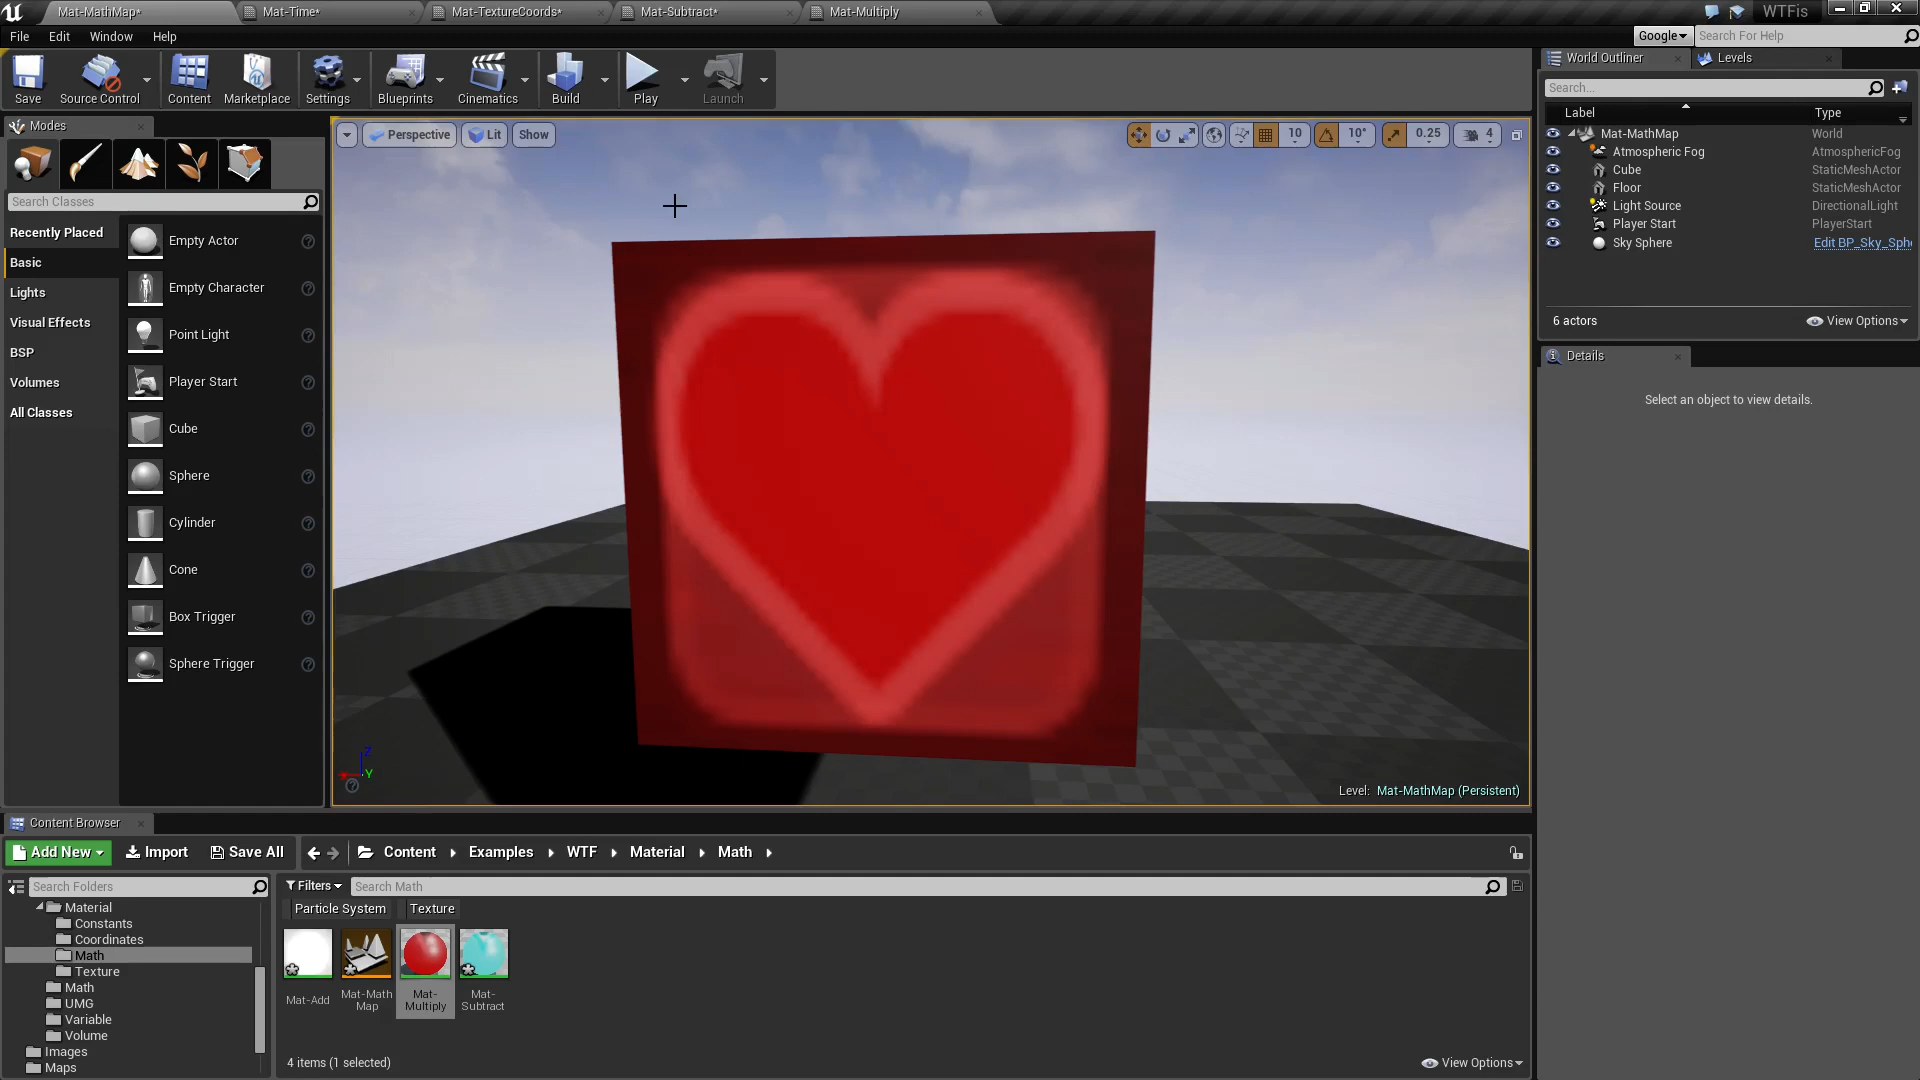 Mat-MathMap*
Mat-Time*
Mat-TextureCoords*
Mat-Subtract*
Mat-Multiply
WTFis
File
Edit
Window
Help
Google
Search For Help
Save
Source Control
Content
Marketplace
Settings
Blueprints
Cinematics
Build
Play
Launch
Modes
Search Classes
Recently Placed
Basic
Lights
Visual Effects
BSP
Volumes
All Classes
Empty Actor
Empty Character
Point Light
Player Start
Cube
Sphere
Cylinder
Cone
Box Trigger
Sphere Trigger
Perspective
Lit
Show
10
10°
0.25
4
Z
Y
Level: Mat-MathMap (Persistent)
World Outliner
Levels
Search...
Label
Type
Mat-MathMap World
Atmospheric Fog AtmosphericFog
Cube StaticMeshActor
Floor StaticMeshActor
Light Source DirectionalLight
Player Start PlayerStart
Sky Sphere Edit BP_Sky_Sph
6 actors
View Options
Details
Select an object to view details.
Content Browser
Add New
Import
Save All
Content
Examples
WTF
Material
Math
Search Folders
Material
Constants
Coordinates
Math
Texture
Math
UMG
Variable
Volume
Images
Maps
Filters
Search Math
Particle System
Texture
Mat-Add
Mat-Math
Map
Mat-
Multiply
Mat-
Subtract
4 items (1 selected)
View Options